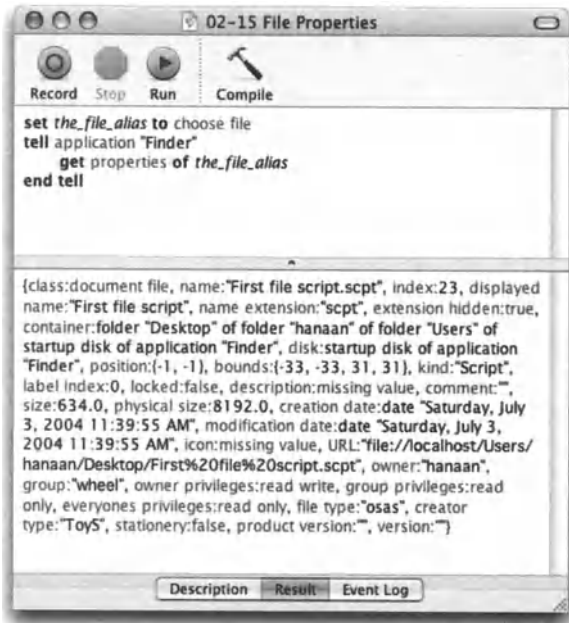 02-15 File Properties
Record Stop Run Compile
set the_file_alias to choose file
tell application "Finder"
get properties of the_file_alias
end tell
{class:document file, name:"First file script.scpt", index:23, displayed
name:"First file script", name extension:"scpt", extension hidden:true,
container:folder "Desktop" of folder "hanaan" of folder "Users" of
startup disk of application "Finder", disk:startup disk of application
"Finder", position:{-1, -1}, bounds:{-33, -33, 31, 31}, kind:"Script",
label index:0, locked:false, description:missing value, comment:"",
size:634.0, physical size:8192.0, creation date:date "Saturday, July
3, 2004 11:39:55 AM", modification date:date "Saturday, July 3,
2004 11:39:55 AM", icon:missing value, URL:"file://localhost/Users/
hanaan/Desktop/First%20file%20script.scpt", owner:"hanaan",
group:"wheel", owner privileges:read write, group privileges:read
only, everyones privileges:read only, file type:"osas", creator
type:"ToyS", stationery:false, product version:"", version:""}
Description Result Event Log